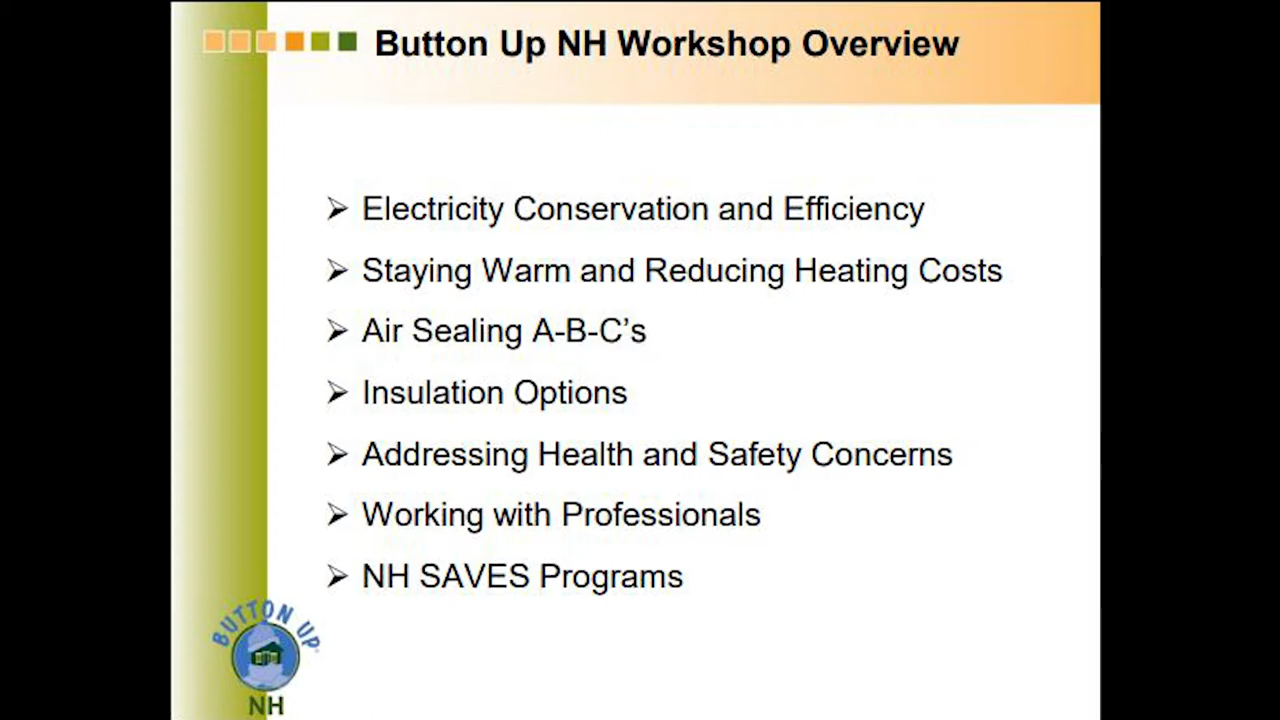 Button Up NH Workshop Overview
Electricity Conservation and Efficiency
Staying Warm and Reducing Heating Costs
Air Sealing A-B-C’s
Insulation Options
Addressing Health and Safety Concerns
Working with Professionals
NH SAVES Programs
BUTTON UP
NH